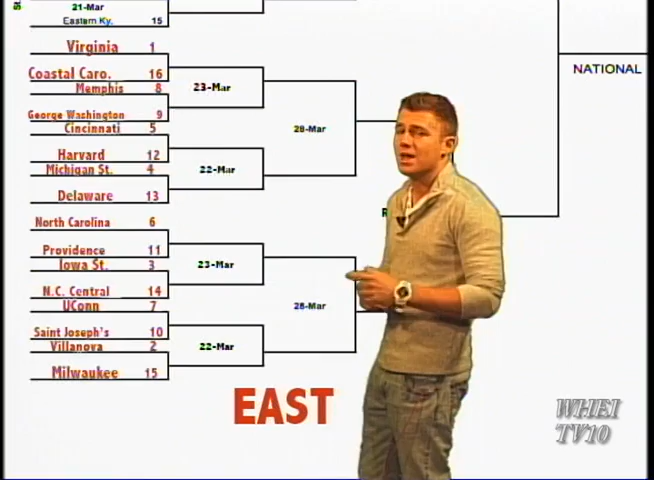 21-Mar
Eastern Ky. 15
Virginia 1
Coastal Caro. 16
23-Mar
Memphis 8
George Washington 9
Cincinnati 5
28-Mar
Harvard 12
Michigan St. 4
22-Mar
Delaware 13
North Carolina 6
Providence 11
Iowa St. 3
23-Mar
N.C. Central 14
UConn 7
28-Mar
Saint Joseph's 10
Villanova 2
22-Mar
Milwaukee 15
EAST
NATIONAL
WHEI
TV10